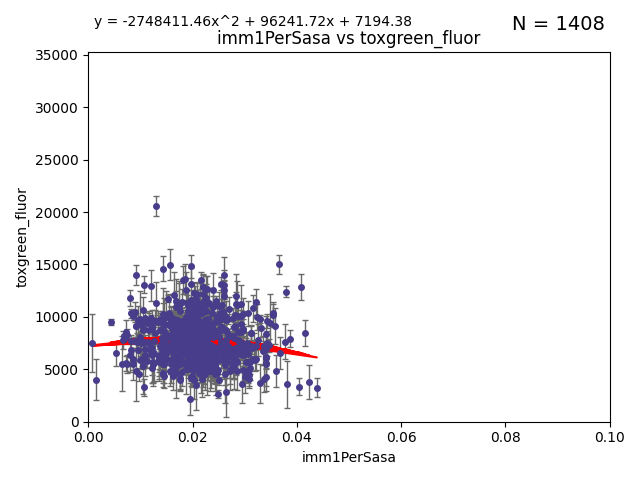 y = -2748411.46x^2 + 96241.72x + 7194.38
N = 1408
imm1PerSasa vs toxgreen_fluor
35000
30000
25000
20000
15000
10000
5000
0
toxgreen_fluor
0.00 0.02 0.04 0.06 0.08 0.10
imm1PerSasa